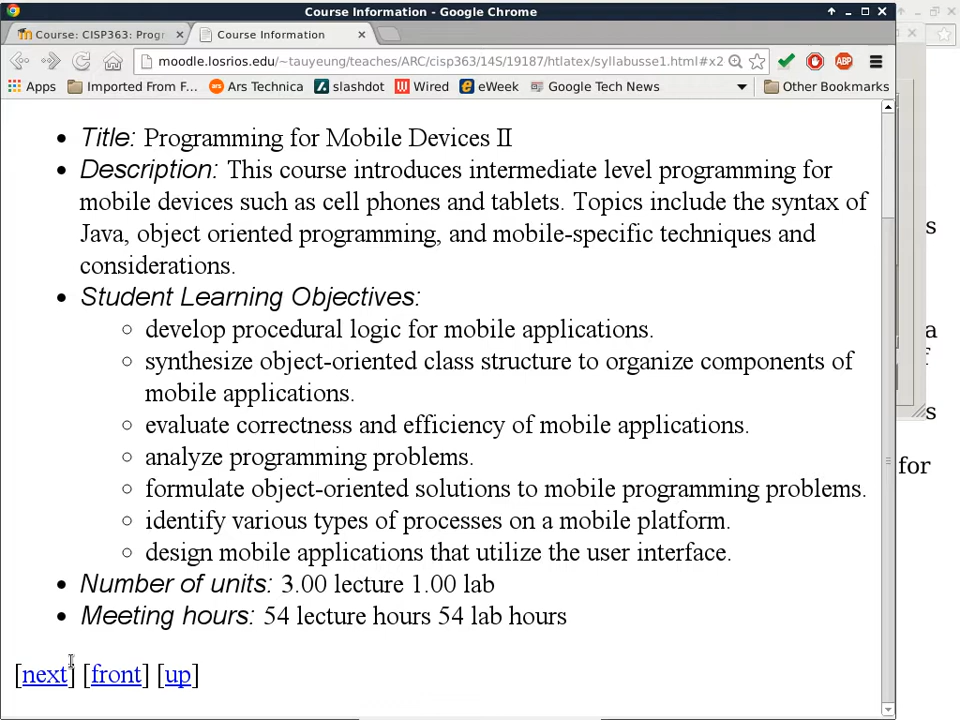 Course Information - Google Chrome
Course: CISP363: Progr
Course Information
moodle.losrios.edu/~tauyeung/teaches/ARC/cisp363/14S/19187/htlatex/syllabusse1.html#x2
ABP
Apps
Imported From F...
Ars Technica
slashdot
Wired
eWeek
Google Tech News
Other Bookmarks
• Title: Programming for Mobile Devices II
• Description: This course introduces intermediate level programming for
mobile devices such as cell phones and tablets. Topics include the syntax of
Java, object oriented programming, and mobile-specific techniques and
considerations.
• Student Learning Objectives:
◦ develop procedural logic for mobile applications.
◦ synthesize object-oriented class structure to organize components of
mobile applications.
◦ evaluate correctness and efficiency of mobile applications.
◦ analyze programming problems.
◦ formulate object-oriented solutions to mobile programming problems.
◦ identify various types of processes on a mobile platform.
◦ design mobile applications that utilize the user interface.
• Number of units: 3.00 lecture 1.00 lab
• Meeting hours: 54 lecture hours 54 lab hours
[next] [front] [up]
s
a
s
for